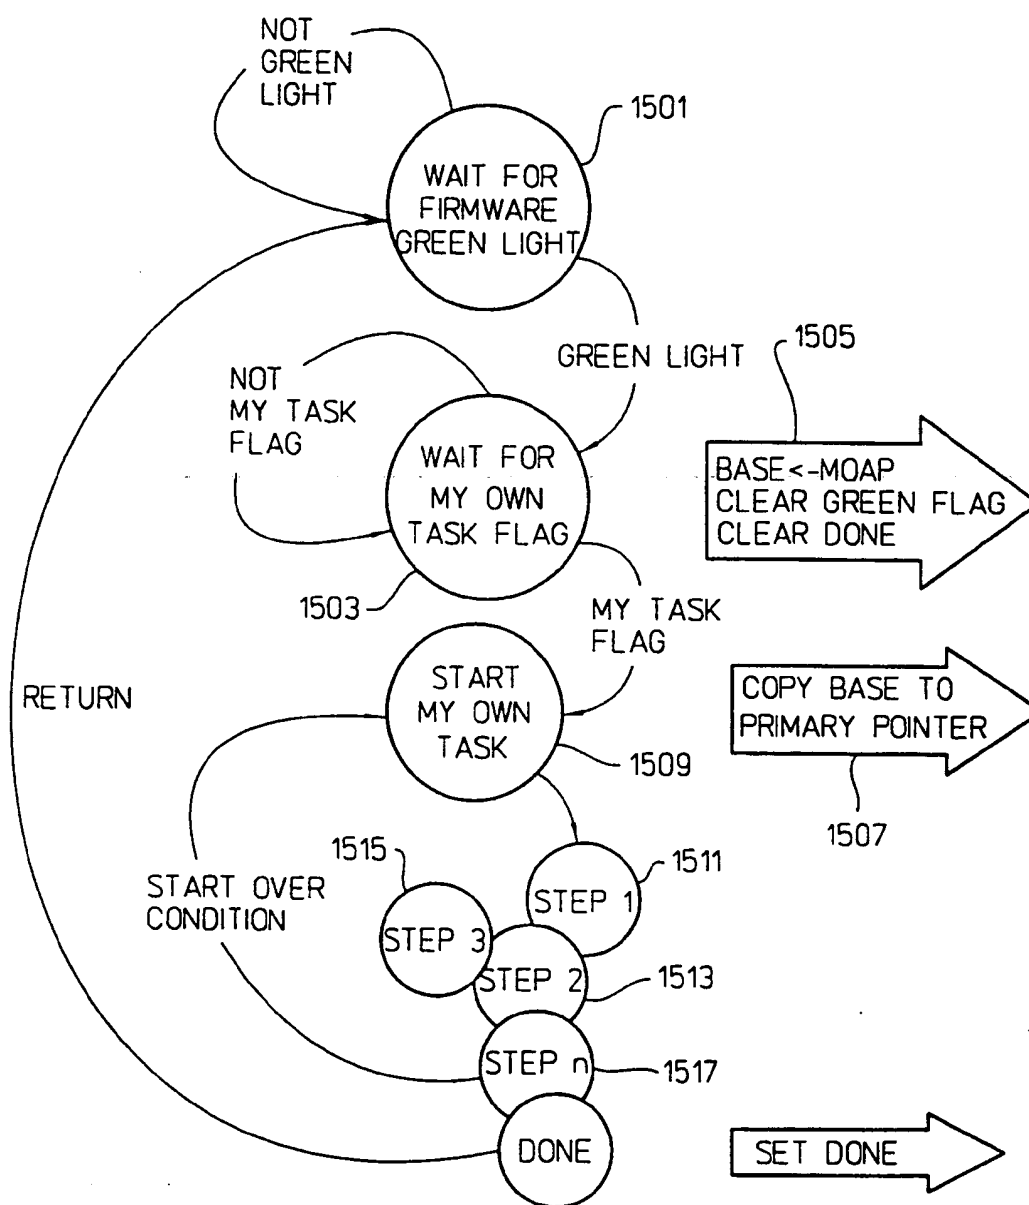 NOT
GREEN
LIGHT
1501
WAIT FOR
FIRMWARE
GREEN LIGHT
GREEN LIGHT
1505
NOT
MY TASK
FLAG
WAIT FOR
MY OWN
TASK FLAG
BASE<-MOAP
CLEAR GREEN FLAG
CLEAR DONE
1503
MY TASK
FLAG
RETURN
START
MY OWN
TASK
COPY BASE TO
PRIMARY POINTER
1509
1507
1515
1511
START OVER
CONDITION
STEP 1
STEP 3
STEP 2
1513
STEP n
1517
DONE
SET DONE